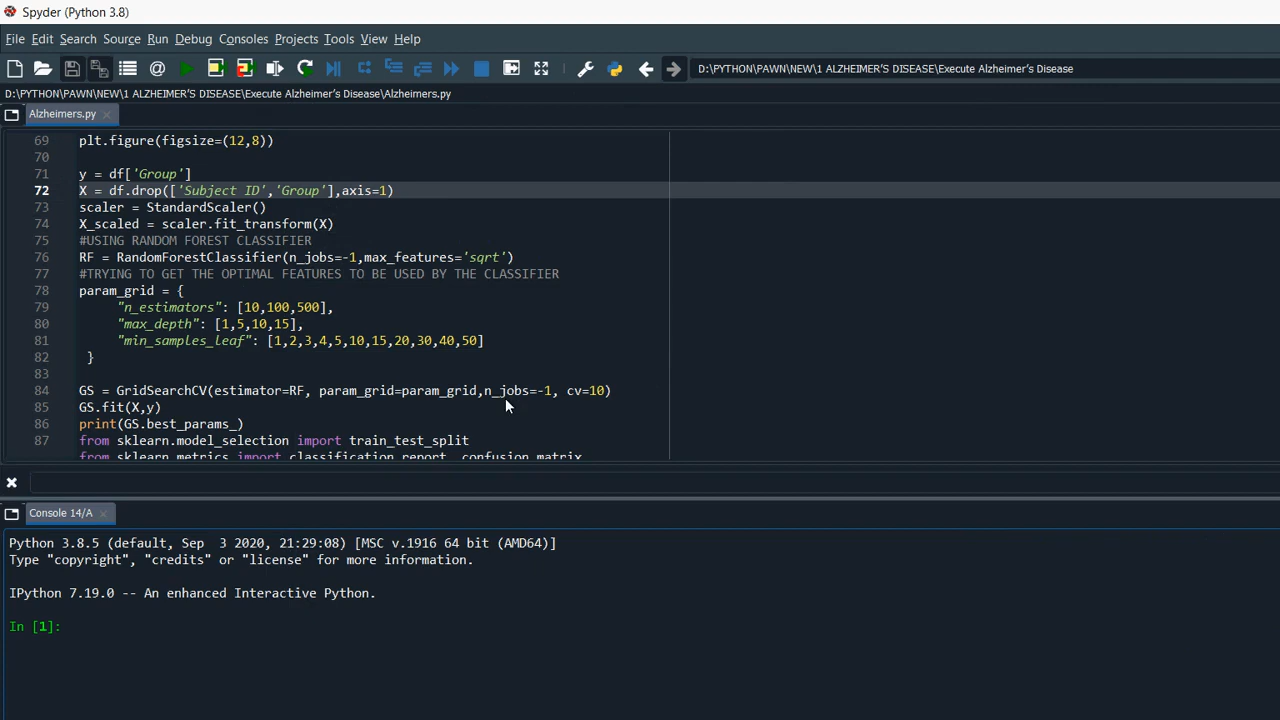 Spyder (Python 3.8)
File Edit Search Source Run Debug Consoles Projects Tools View Help
D:\PYTHON\PAWN\NEW\1 ALZHEIMER'S DISEASE\Execute Alzheimer's Disease
D:\PYTHON\PAWN\NEW\1 ALZHEIMER'S DISEASE\Execute Alzheimer's Disease\Alzheimers.py
Alzheimers.py
69 plt.figure(figsize=(12,8))
70
71 y = df['Group']
72 X = df.drop(['Subject ID','Group'],axis=1)
73 scaler = StandardScaler()
74 X_scaled = scaler.fit_transform(X)
75 #USING RANDOM FOREST CLASSIFIER
76 RF = RandomForestClassifier(n_jobs=-1,max_features='sqrt')
77 #TRYING TO GET THE OPTIMAL FEATURES TO BE USED BY THE CLASSIFIER
78 param_grid = {
79 "n_estimators": [10,100,500],
80 "max_depth": [1,5,10,15],
81 "min_samples_leaf": [1,2,3,4,5,10,15,20,30,40,50]
82 }
83
84 GS = GridSearchCV(estimator=RF, param_grid=param_grid,n_jobs=-1, cv=10)
85 GS.fit(X,y)
86 print(GS.best_params_)
87 from sklearn.model_selection import train_test_split
from sklearn.metrics import classification_report, confusion_matrix
Console 14/A
Python 3.8.5 (default, Sep  3 2020, 21:29:08) [MSC v.1916 64 bit (AMD64)]
Type "copyright", "credits" or "license" for more information.
IPython 7.19.0 -- An enhanced Interactive Python.
In [1]: